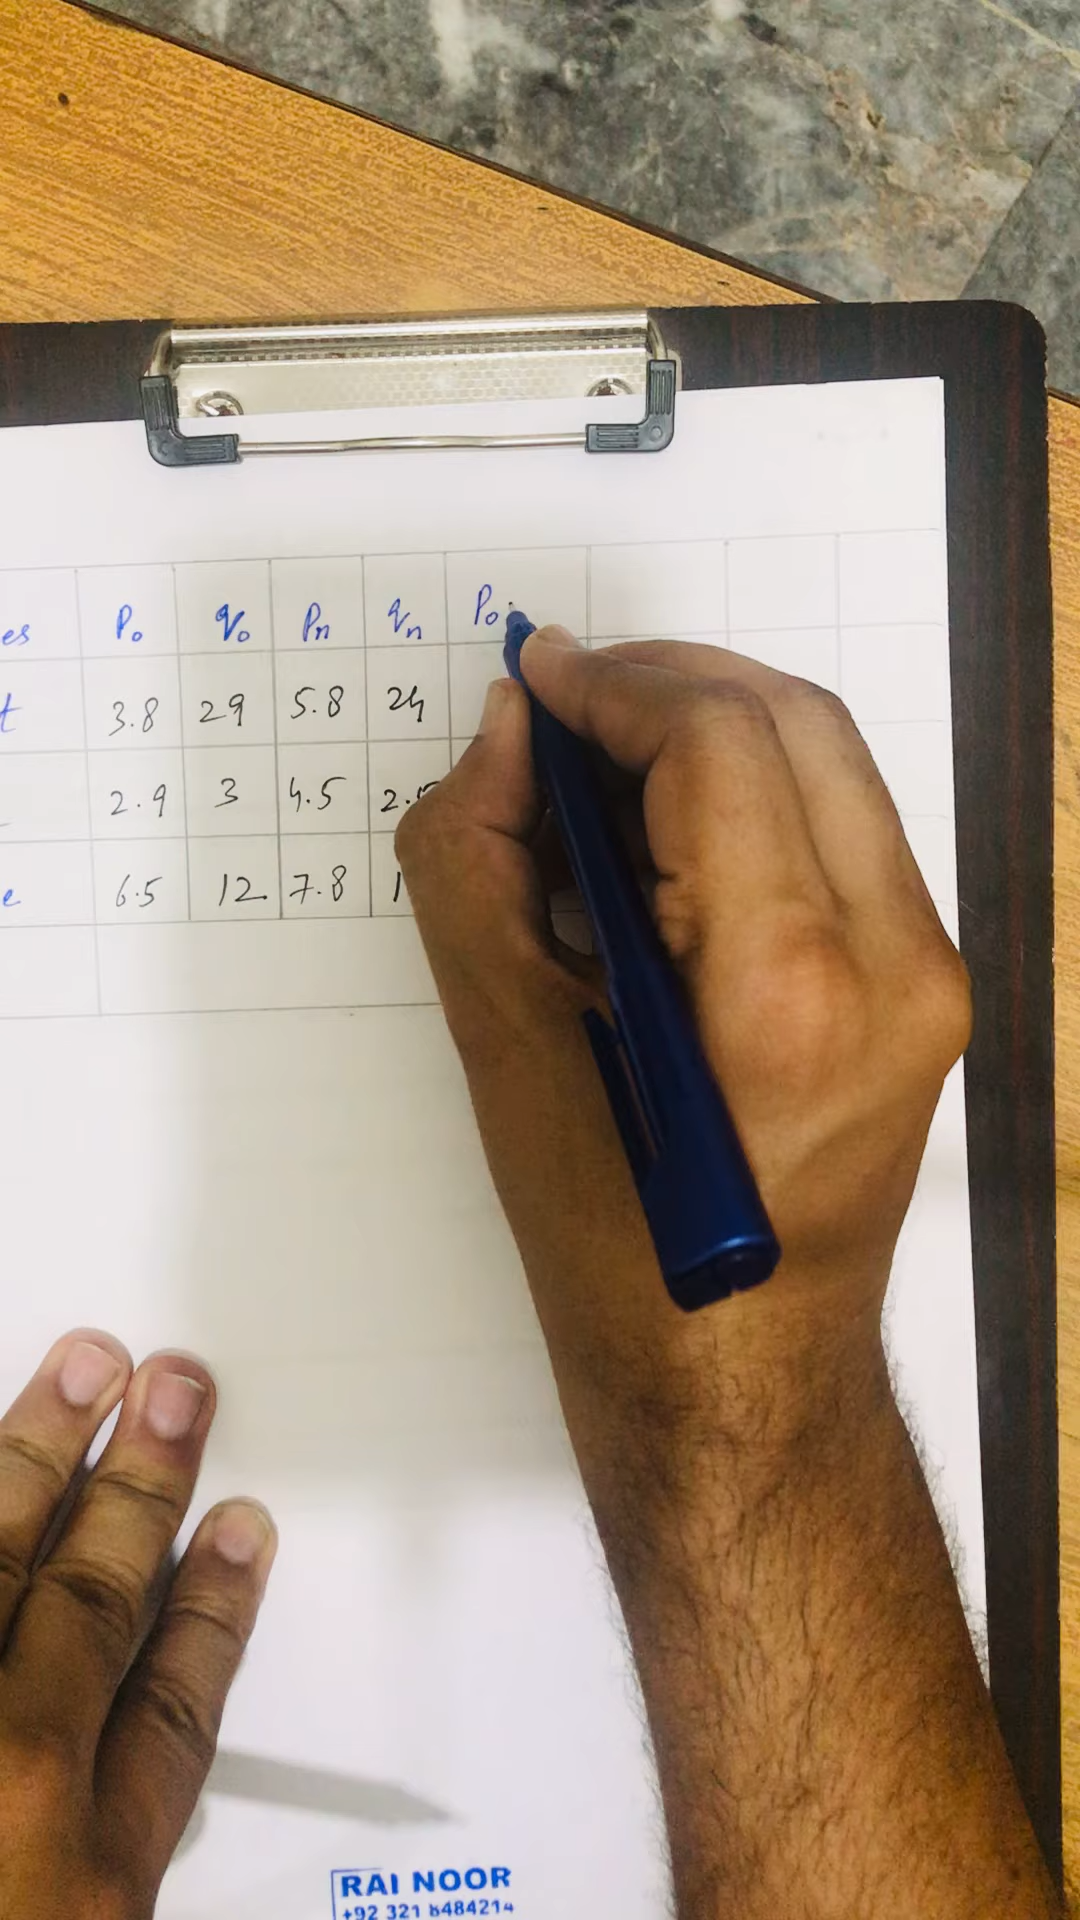 es P₀ q₀ Pn qn P₀
t 3.8 29 5.8 24
2.9 3 4.5
e 6.5 12 7.8
RAI NOOR
+92 321 8484214